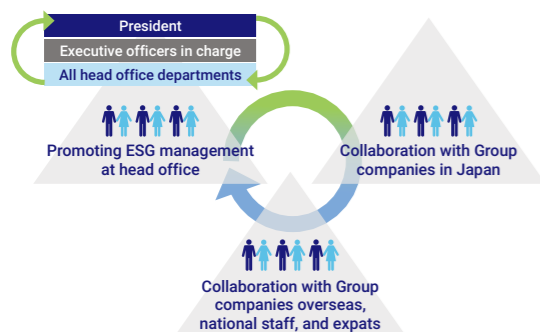 President
Executive officers in charge
All head office departments
Promoting ESG management
at head office
Collaboration with Group
companies in Japan
Collaboration with Group
companies overseas,
national staff, and expats